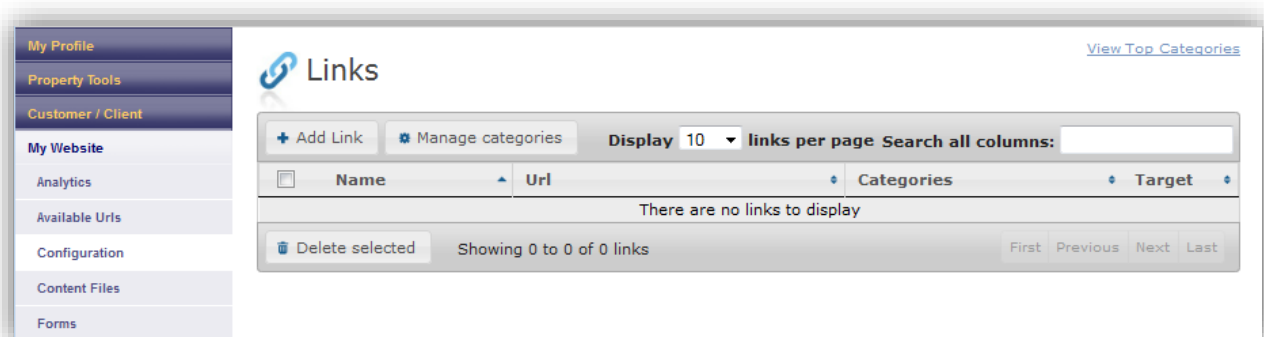 My Profile
Property Tools
Customer / Client
My Website
Analytics
Available Urls
Configuration
Content Files
Forms
View Top Categories
Links
Add Link Manage categories Display 10 links per page Search all columns:
Name Url Categories Target
There are no links to display
Delete selected Showing 0 to 0 of 0 links First Previous Next Last